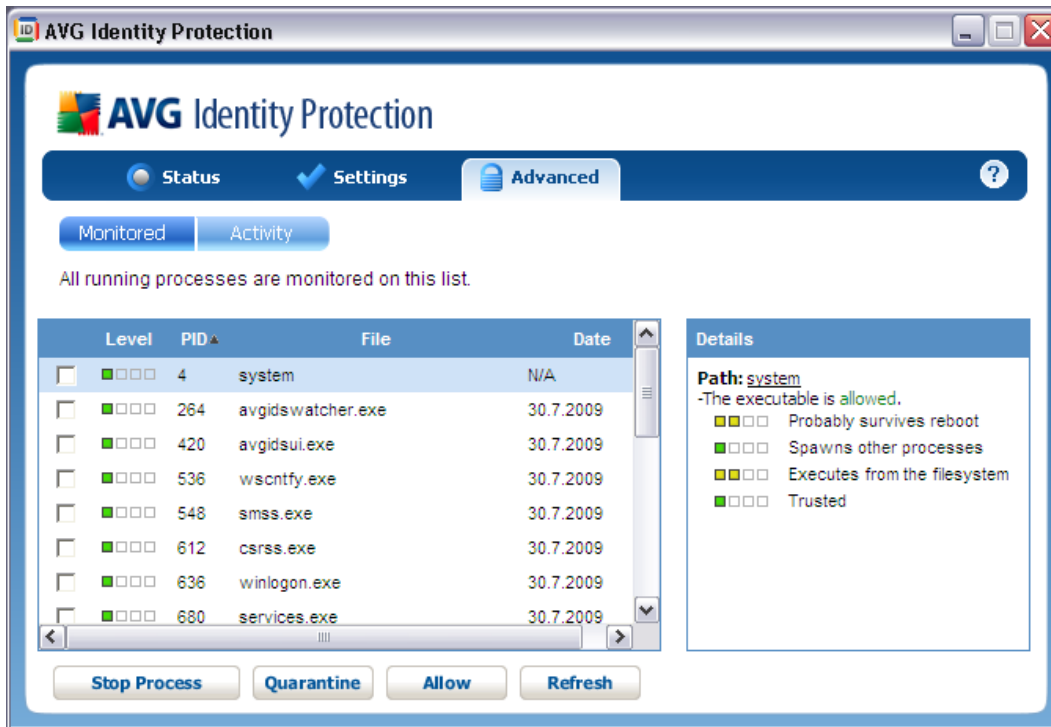 ID AVG Identity Protection
AVG Identity Protection
Status Settings Advanced ?
Monitored Activity
All running processes are monitored on this list.
Level PID File Date
4 system N/A
264 avgidswatcher.exe 30.7.2009
420 avgidsui.exe 30.7.2009
536 wscntfy.exe 30.7.2009
548 smss.exe 30.7.2009
612 csrss.exe 30.7.2009
636 winlogon.exe 30.7.2009
680 services.exe 30.7.2009
Details
Path: system
-The executable is allowed.
Probably survives reboot
Spawns other processes
Executes from the filesystem
Trusted
Stop Process Quarantine Allow Refresh